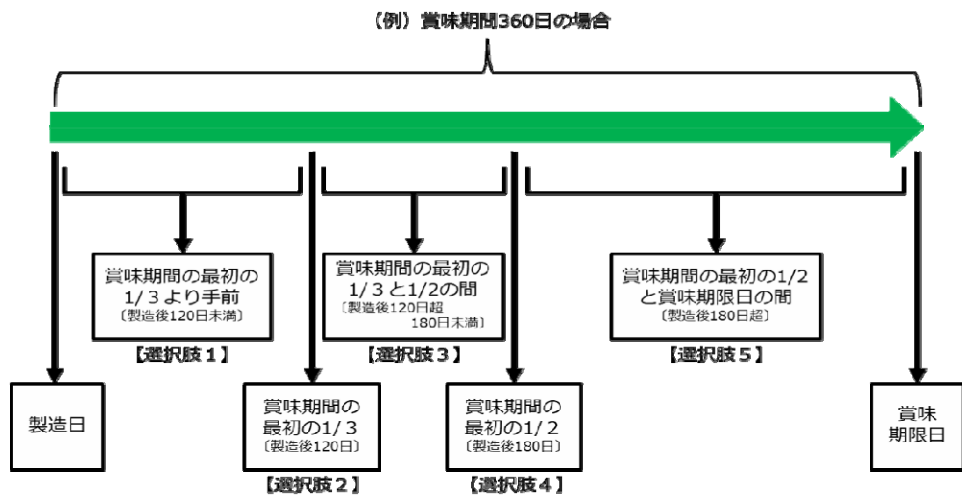 （例）賞味期間360日の場合
賞味期間の最初の
1/3より手前
〔製造後120日未満〕
【選択肢1】
賞味期間の最初の
1/3と1/2の間
〔製造後120日超
180日未満〕
【選択肢3】
賞味期間の最初の1/2
と賞味期限日の間
〔製造後180日超〕
【選択肢5】
製造日
賞味期間の
最初の1/3
〔製造後120日〕
【選択肢2】
賞味期間の
最初の1/2
〔製造後180日〕
【選択肢4】
賞味
期限日